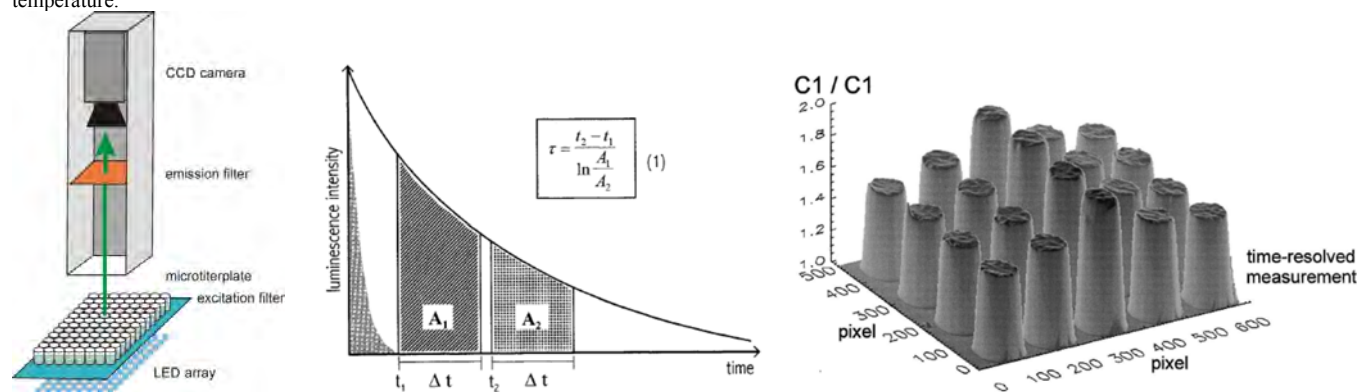 temperature.
CCD camera
emission filter
microtiterplate
excitation filter
LED array
luminescence intensity
τ = (t₂ − t₁) / (ln (A₁ / A₂))
(1)
A₁
A₂
t₁ Δ t t₂ Δ t
time
C1 / C1
2.0
1.8
1.6
1.4
1.2
1.0
500
400
300
200
100
0
pixel
0 100 200 300 400 500 600
pixel
time-resolved
measurement